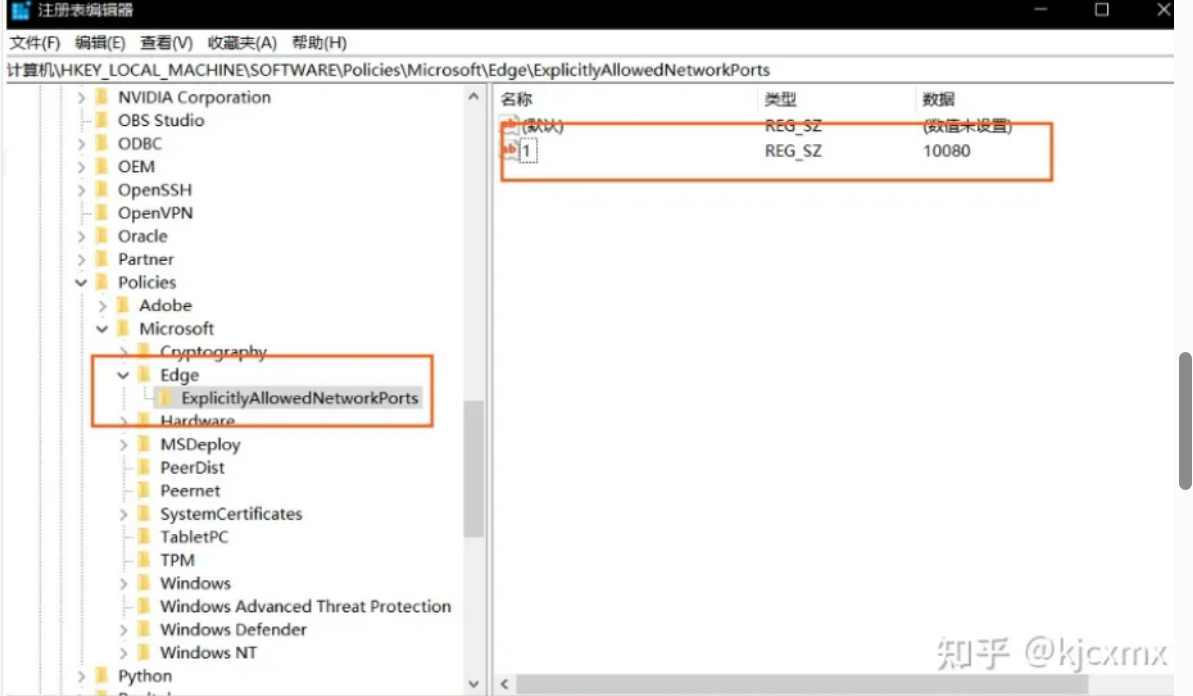 注册表编辑器
文件(F) 编辑(E) 查看(V) 收藏夹(A) 帮助(H)
计算机\HKEY_LOCAL_MACHINE\SOFTWARE\Policies\Microsoft\Edge\ExplicitlyAllowedNetworkPorts
NVIDIA Corporation
OBS Studio
ODBC
OEM
OpenSSH
OpenVPN
Oracle
Partner
Policies
Adobe
Microsoft
Cryptography
Edge
ExplicitlyAllowedNetworkPorts
Hardware
MSDeploy
PeerDist
Peernet
SystemCertificates
TabletPC
TPM
Windows
Windows Advanced Threat Protection
Windows Defender
Windows NT
Python
名称 类型 数据
ab (默认) REG_SZ (数值未设置)
ab 1 REG_SZ 10080
知乎 @kjcxmx